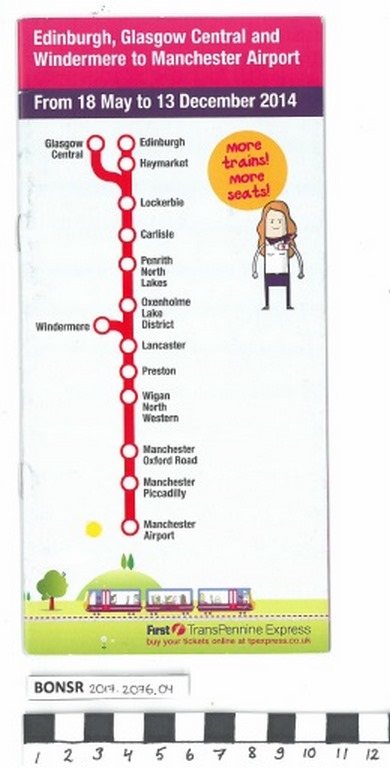 Edinburgh, Glasgow Central and
Windermere to Manchester Airport
From 18 May to 13 December 2014
Glasgow
Central
Edinburgh
Haymarket
More
trains!
More
seats!
Lockerbie
Carlisle
Penrith
North
Lakes
Oxenholme
Lake
District
Windermere
Lancaster
Preston
Wigan
North
Western
Manchester
Oxford Road
Manchester
Piccadilly
Manchester
Airport
First TransPennine Express
buy your tickets online at tpexpress.co.uk
BONSR 2017.2076.04
1 2 3 4 5 6 7 8 9 10 11 12